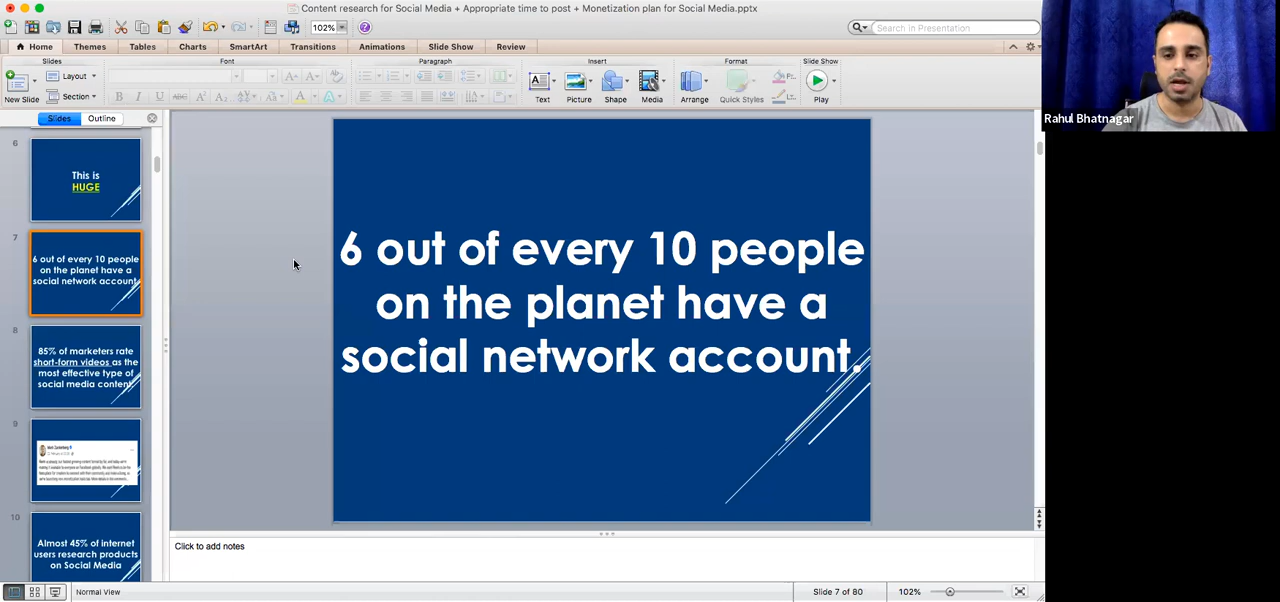 Content research for Social Media + Appropriate time to post + Monetization plan for Social Media.pptx
102%
Search in Presentation
Home
Themes
Tables
Charts
SmartArt
Transitions
Animations
Slide Show
Review
Slides
Font
Paragraph
Insert
Format
Slide Show
New Slide
Layout
Section
B I U ABC
Text
Picture
Shape
Media
Arrange
Quick Styles
Play
Rahul Bhatnagar
Slides
Outline
6
This is
HUGE
7
6 out of every 10 people
on the planet have a
social network account.
8
85% of marketers rate
short-form videos as the
most effective type of
social media content.
9
10
Almost 45% of internet
users research products
on Social Media
6 out of every 10 people
on the planet have a
social network account.
Click to add notes
Normal View
Slide 7 of 80
102%